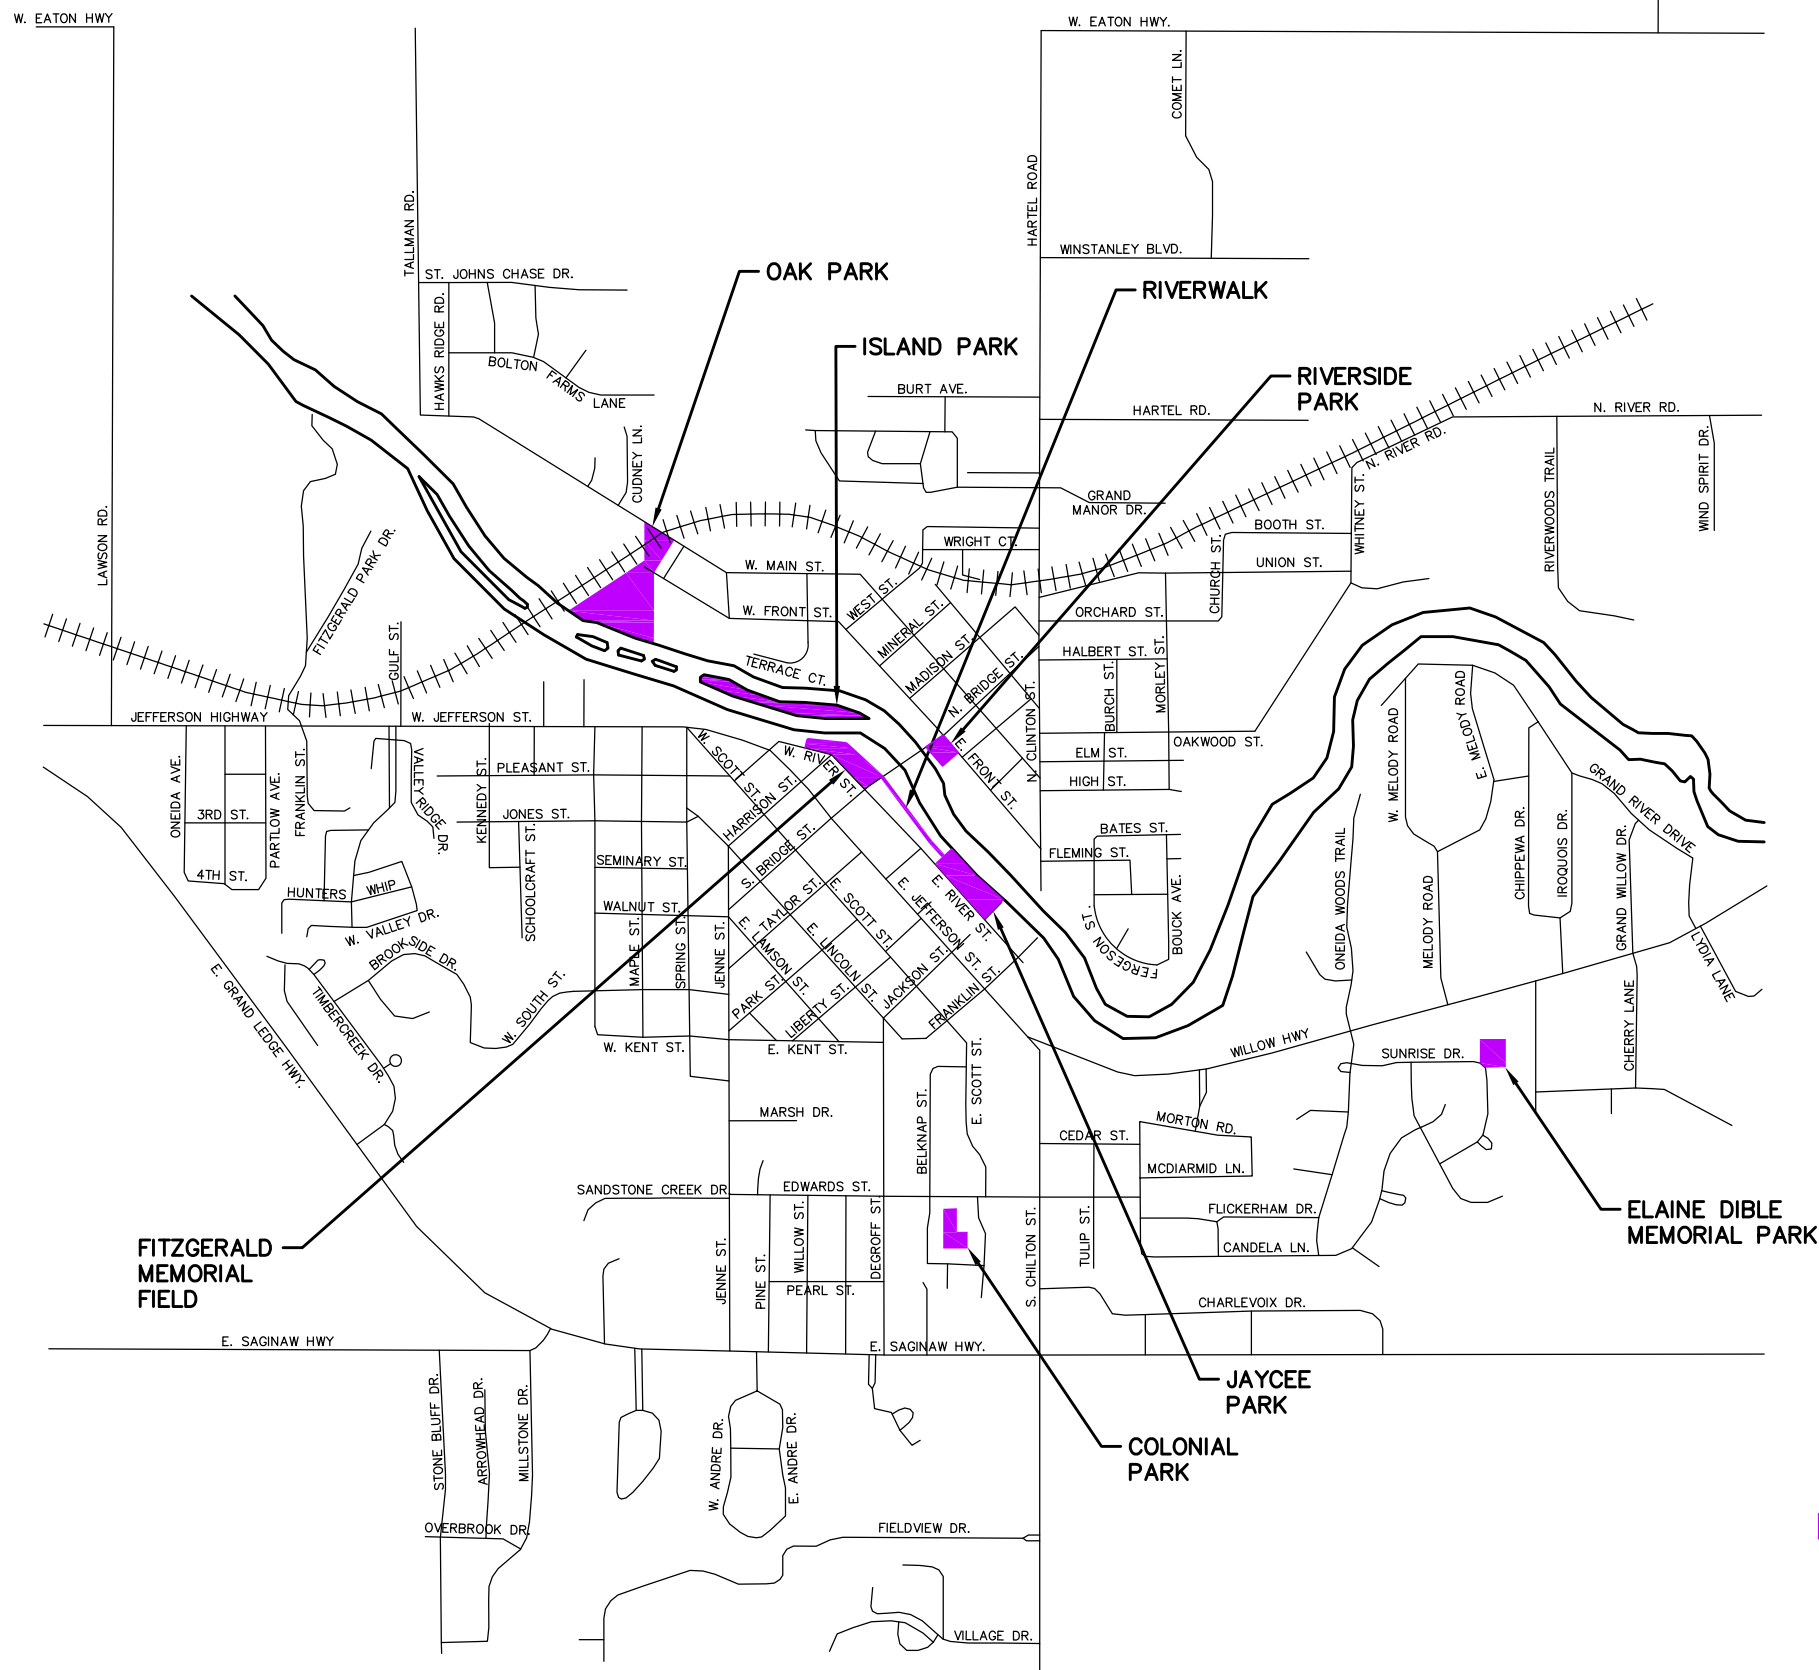 W. EATON HWY
W. EATON HWY.
COMET LN.
HARTEL ROAD
TALLMAN RD.
WINSTANLEY BLVD.
ST. JOHNS CHASE DR.
OAK PARK
RIVERWALK
HAWKS RIDGE RD.
ISLAND PARK
BOLTON
FARMS
LANE
RIVERSIDE
PARK
BURT AVE.
HARTEL RD.
N. RIVER RD.
N. RIVER RD.
CUDNEY LN.
WIND SPIRIT DR.
RIVERWOODS TRAIL
GRAND
MANOR DR.
WHITNEY ST.
BOOTH ST.
LAWSON RD.
FITZGERALD PARK DR.
WRIGHT CT.
CHURCH ST.
UNION ST.
W. MAIN ST.
W. FRONT ST.
WEST ST.
MINERAL ST.
ORCHARD ST.
GULF ST.
MADISON ST.
HALBERT ST.
MORLEY ST.
BURCH ST.
TERRACE CT.
N. BRIDGE ST.
N. CLINTON ST.
E. MELODY ROAD
W. MELODY ROAD
JEFFERSON HIGHWAY
W. JEFFERSON ST.
W. SCOTT ST.
W. RIVER ST.
E. FRONT ST.
OAKWOOD ST.
ELM ST.
HIGH ST.
ONEIDA AVE.
PARTLOW AVE.
FRANKLIN ST.
VALLEY RIDGE DR.
KENNEDY ST.
PLEASANT ST.
HARRISON ST.
GRAND RIVER DRIVE
3RD ST.
JONES ST.
BATES ST.
FLEMING ST.
CHIPPEWA DR.
IROQUOIS DR.
GRAND WILLOW DR.
4TH ST.
SCHOOLCRAFT ST.
SEMINARY ST.
S. BRIDGE ST.
ONEIDA WOODS TRAIL
MELODY ROAD
HUNTERS
WHIP
W. VALLEY DR.
WALNUT ST.
TAYLOR ST.
E. SCOTT ST.
E. JEFFERSON ST.
E. RIVER ST.
BOUCK AVE.
FERGESON ST.
BROOKSIDE DR.
MAPLE ST.
SPRING ST.
JENNE ST.
E. LAMSON ST.
E. LINCOLN ST.
JACKSON ST.
FRANKLIN ST.
LYDIA LANE
E. GRAND LEDGE HWY.
TIMBERCREEK DR.
W. SOUTH ST.
PARK ST.
LIBERTY ST.
CHERRY LANE
W. KENT ST.
E. KENT ST.
WILLOW HWY
SUNRISE DR.
BELKNAP ST.
E. SCOTT ST.
MARSH DR.
MORTON RD.
CEDAR ST.
MCDIARMID LN.
SANDSTONE CREEK DR.
EDWARDS ST.
FLICKERHAM DR.
CANDELA LN.
ELAINE DIBLE
MEMORIAL PARK
FITZGERALD
MEMORIAL
FIELD
JENNE ST.
PINE ST.
WILLOW ST.
DEGROFF ST.
PEARL ST.
S. CHILTON ST.
TULIP ST.
CHARLEVOIX DR.
E. SAGINAW HWY
E. SAGINAW HWY.
JAYCEE
PARK
COLONIAL
PARK
STONE BLUFF DR.
ARROWHEAD DR.
MILLSTONE DR.
W. ANDRE DR.
E. ANDRE DR.
OVERBROOK DR.
FIELDVIEW DR.
VILLAGE DR.